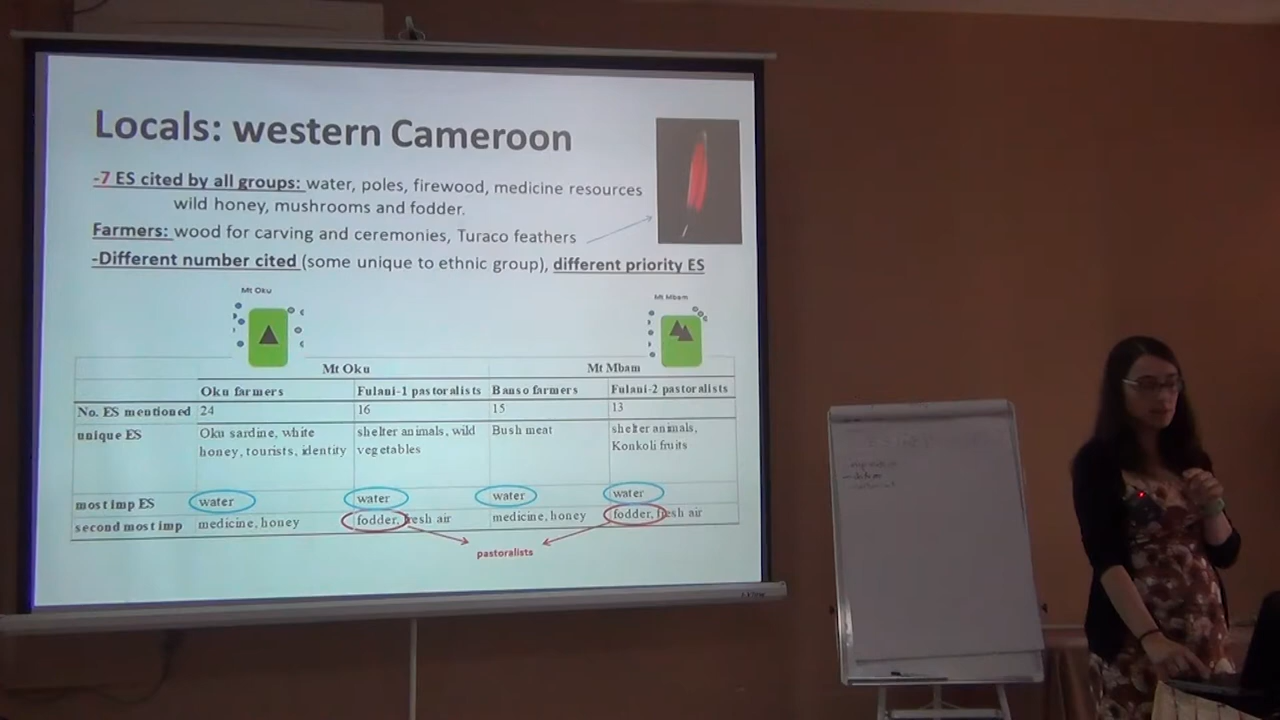 Locals: western Cameroon
-7 ES cited by all groups: water, poles, firewood, medicine resources
wild honey, mushrooms and fodder.
Farmers: wood for carving and ceremonies, Turaco feathers
-Different number cited (some unique to ethnic group), different priority ES
Mt Oku
Mt Mbam
Mt Oku Mt Mbam
Oku farmers Fulani-1 pastoralists Banso farmers Fulani-2 pastoralists
No. ES mentioned 24 16 15 13
unique ES Oku sardine, white shelter animals, wild Bush meat shelter animals,
honey, tourists, identity vegetables Konkoli fruits
most imp ES water water water water
second most imp medicine, honey fodder, fresh air medicine, honey fodder, fresh air
pastoralists